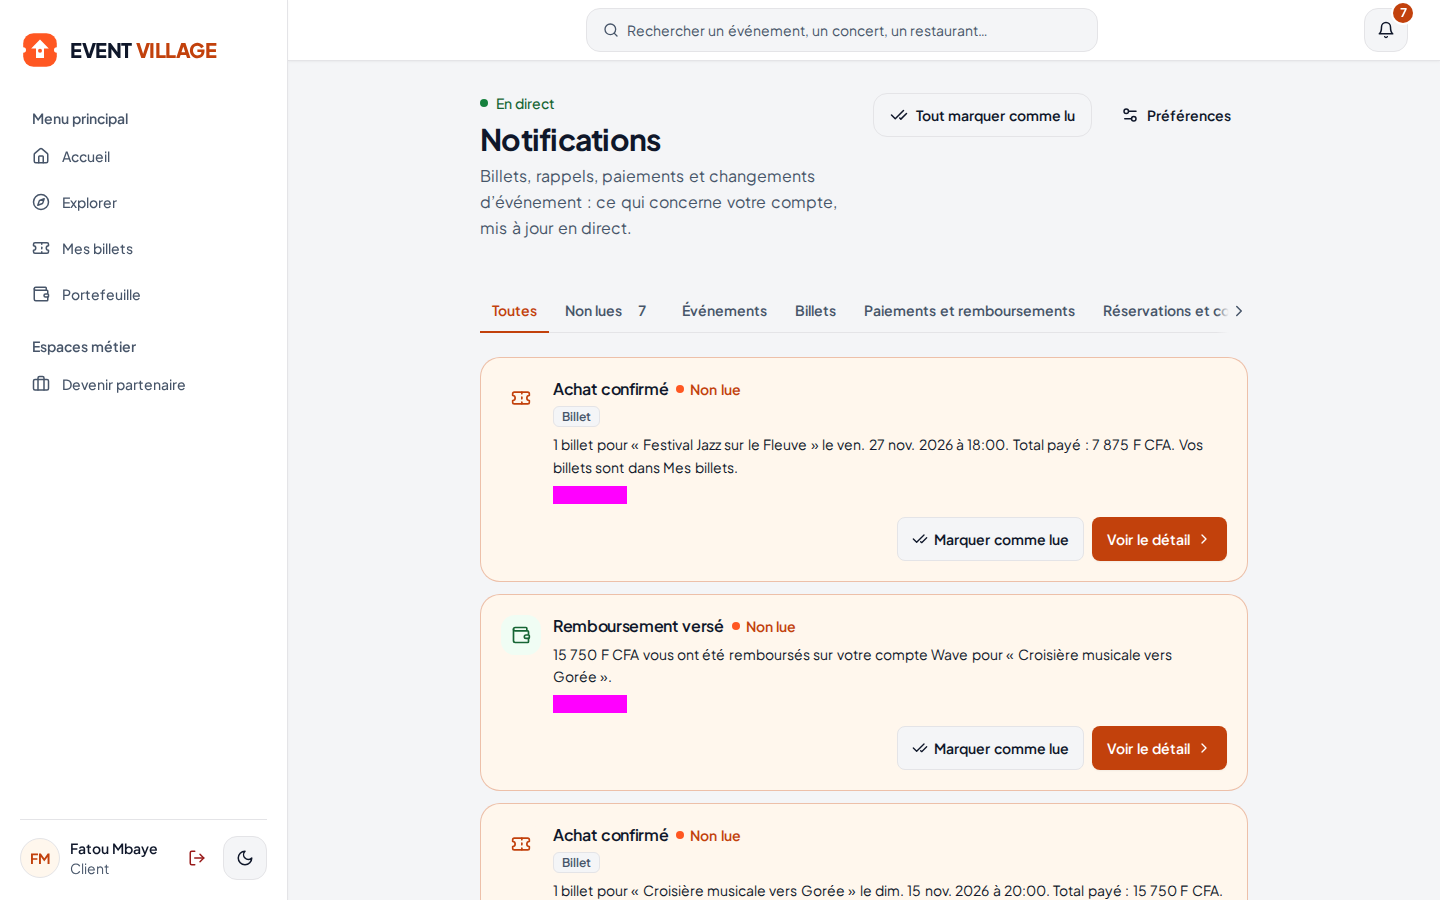 EVENT VILLAGE
Rechercher un événement, un concert, un restaurant…
7
Menu principal
Accueil
Explorer
Mes billets
Portefeuille
Espaces métier
Devenir partenaire
FM
Fatou Mbaye
Client
En direct
Notifications
Billets, rappels, paiements et changements
d’événement : ce qui concerne votre compte,
mis à jour en direct.
Tout marquer comme lu
Préférences
Toutes
Non lues 7
Événements
Billets
Paiements et remboursements
Réservations et
Achat confirmé
Non lue
Billet
1 billet pour « Festival Jazz sur le Fleuve » le ven. 27 nov. 2026 à 18:00. Total payé : 7 875 F CFA. Vos
billets sont dans Mes billets.
Marquer comme lue
Voir le détail
Remboursement versé
Non lue
15 750 F CFA vous ont été remboursés sur votre compte Wave pour « Croisière musicale vers
Gorée ».
Marquer comme lue
Voir le détail
Achat confirmé
Non lue
Billet
1 billet pour « Croisière musicale vers Gorée » le dim. 15 nov. 2026 à 20:00. Total payé : 15 750 F CFA.